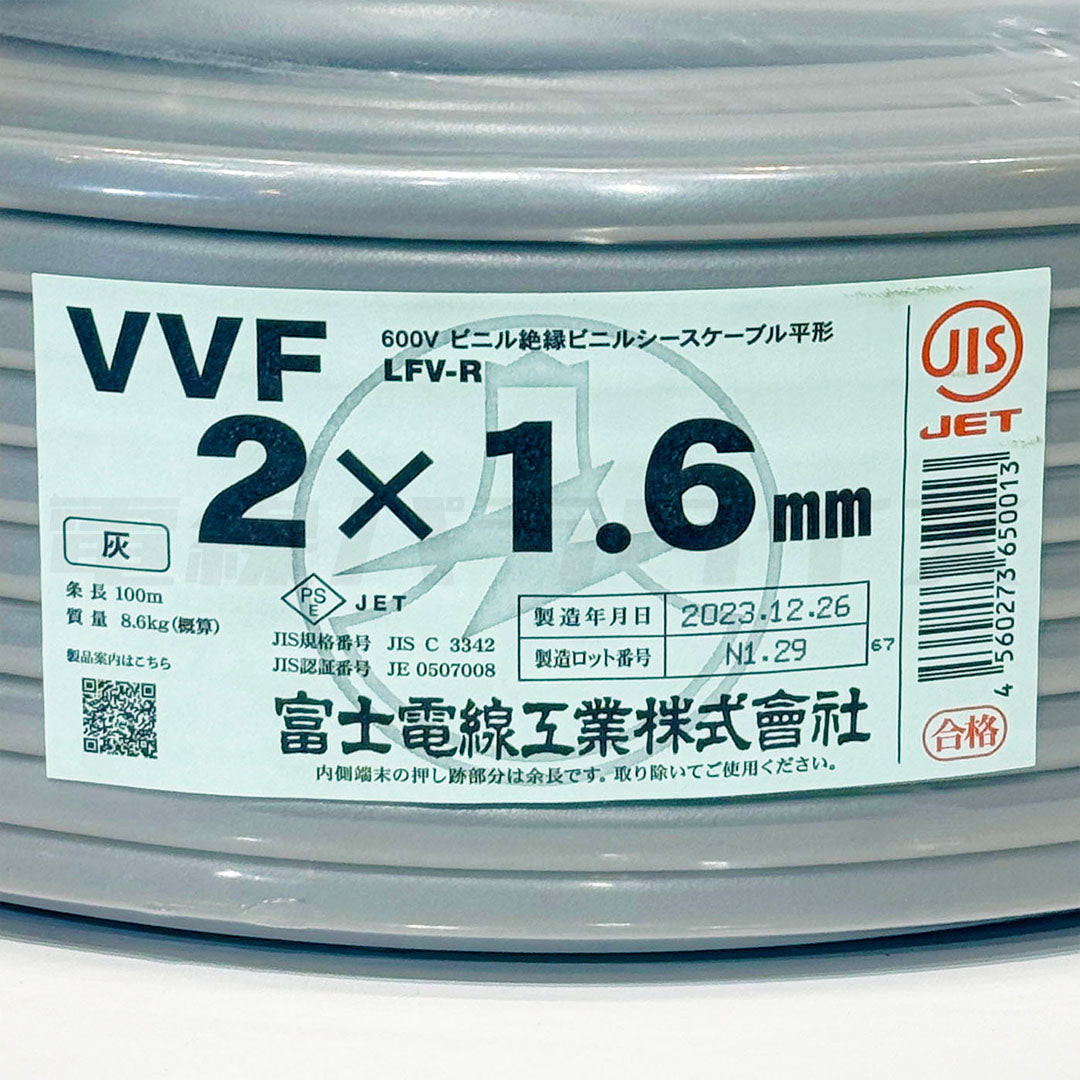 VVF
600V ビニル絶縁ビニルシースケーブル平形
LFV-R
2×1.6mm
灰
条長 100m
質量 8.6kg(概算)
製品案内はこちら
PS
E
JET
JIS規格番号 JIS C 3342
JIS認証番号 JE 0507008
製造年月日 2023.12.26
製造ロット番号 N1.29
67
富士電線工業株式會社
内側端末の押し跡部分は余長です。取り除いてご使用ください。
JIS
JET
4560273650013
合格